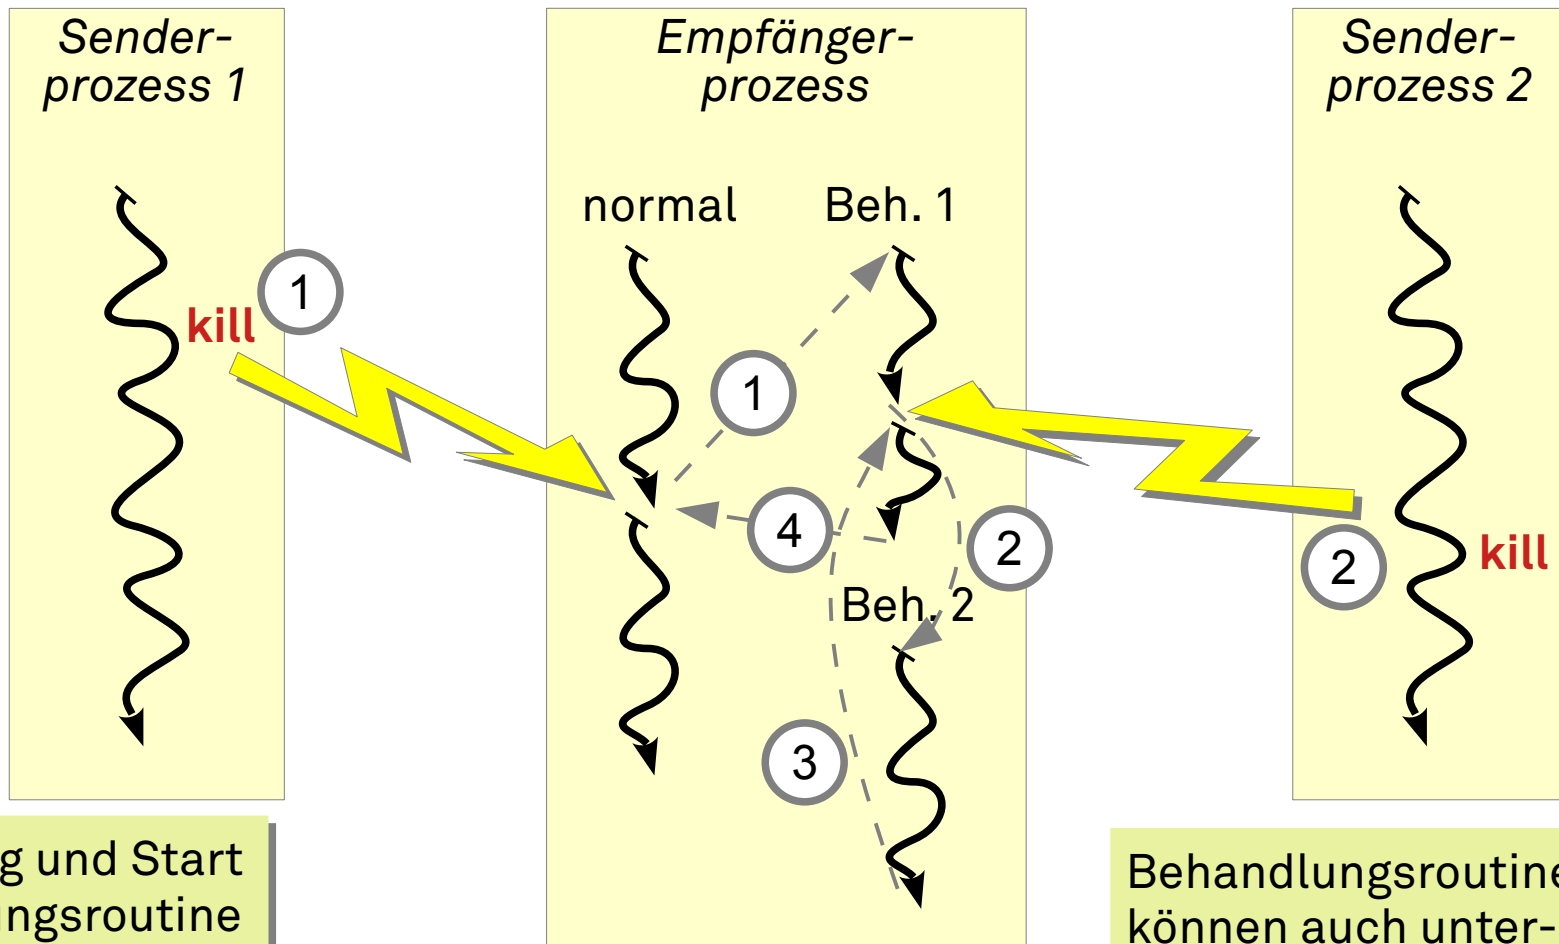 Sender-
prozess 1
Empfänger-
prozess
Sender-
prozess 2
normal
Beh. 1
1
kill
1
4
2
2
kill
Beh. 2
3
g und Start
ngsroutine
Behandlungsroutine
können auch unter-